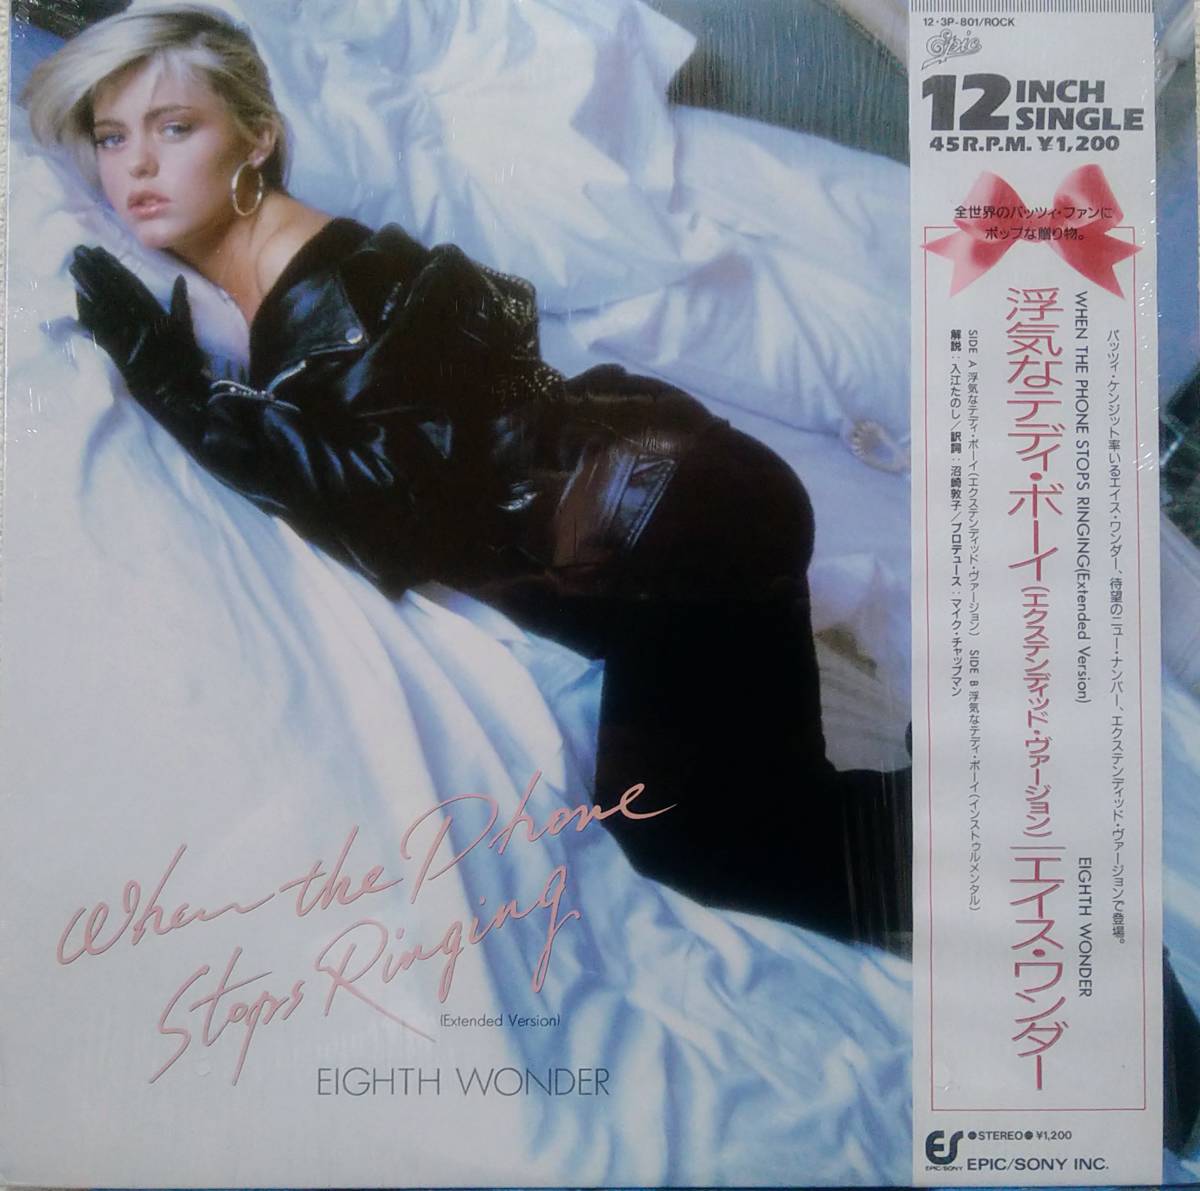 When the Phone
Stops Ringing
(Extended Version)
EIGHTH WONDER
12・3P-801/ROCK
Epic
12 INCH
SINGLE
45 R.P.M. ¥1,200
全世界のパッツィ・ファンに
ポップな贈り物。
パッツィ・ケンジット率いるエイス・ワンダー、待望のニュー・ナンバー、エクステンディッド・ヴァージョンで登場。
WHEN THE PHONE STOPS RINGING(Extended Version) EIGHTH WONDER
浮気なテディ・ボーイ(エクステンディッド・ヴァージョン)|エイス・ワンダー
SIDE A 浮気なテディ・ボーイ(エクステンディッド・ヴァージョン) SIDE B 浮気なテディ・ボーイ(インストゥルメンタル)
解説:入江たのし/訳詞:沼崎敦子/プロデュース:マイク・チャップマン
ES ●STEREO● ¥1,200
EPIC/SONY EPIC/SONY INC.